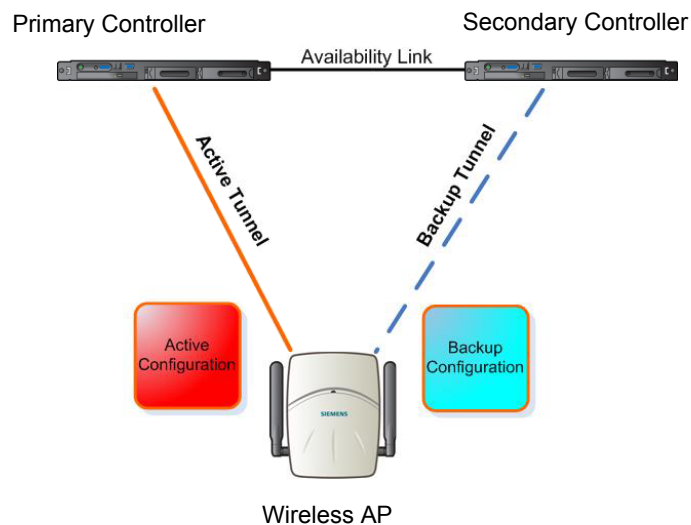 Primary Controller
Secondary Controller
Availability Link
Active Tunnel
Backup Tunnel
Active
Configuration
Backup
Configuration
SIEMENS
Wireless AP